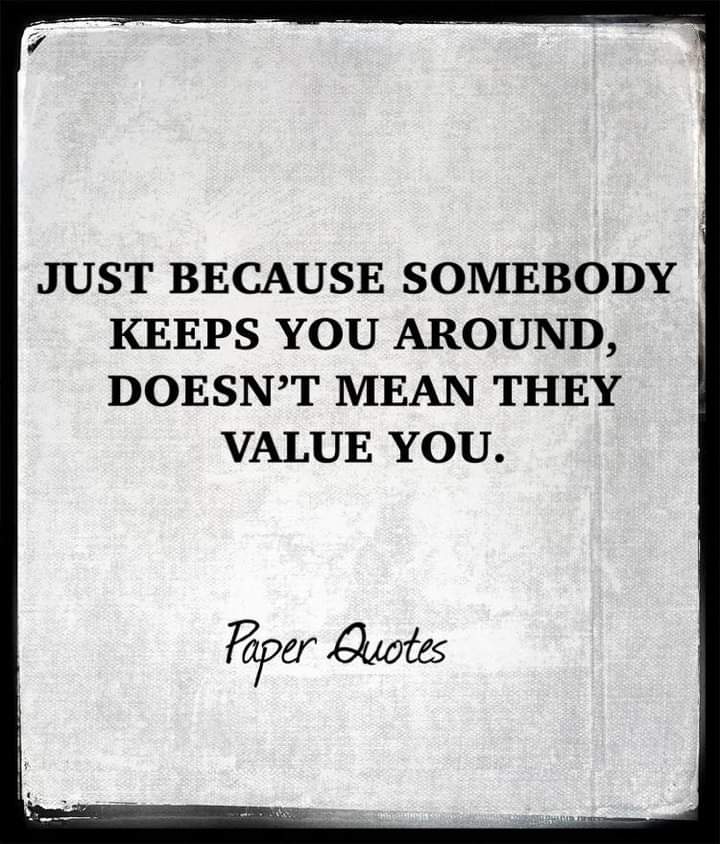 JUST BECAUSE SOMEBODY
KEEPS YOU AROUND,
DOESN’T MEAN THEY
VALUE YOU.
Paper Quotes